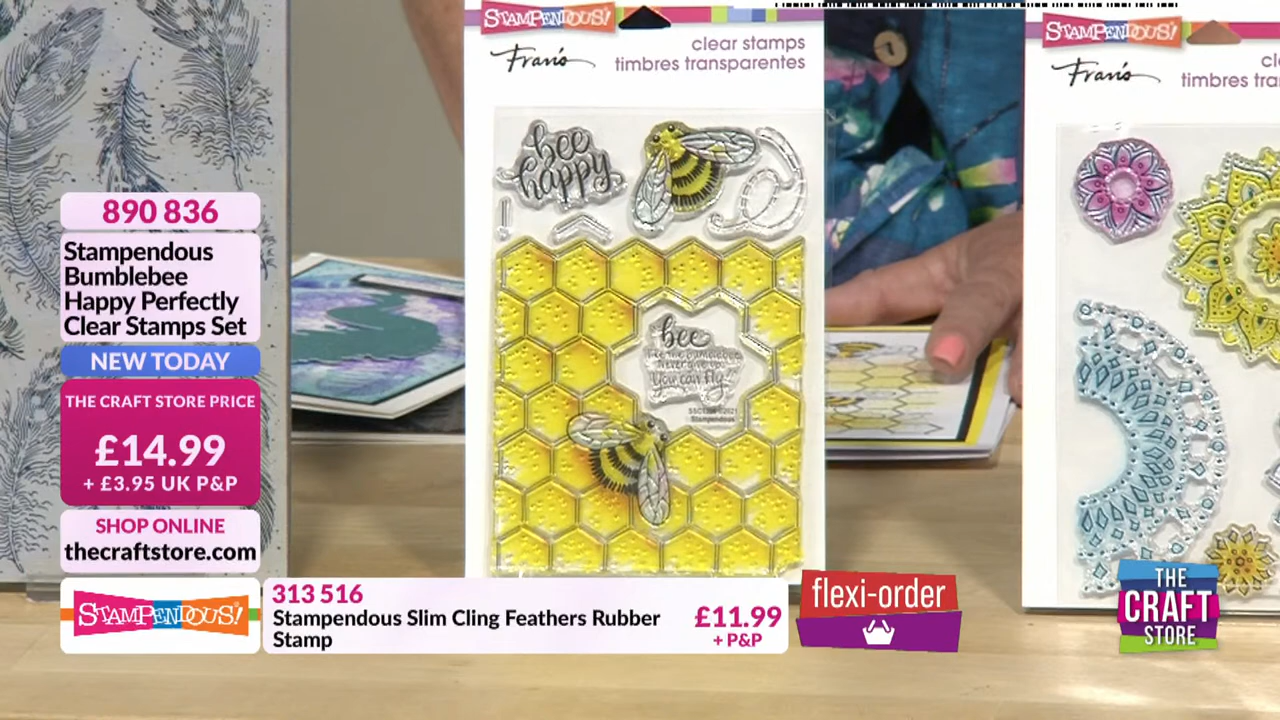 STAMPENDOUS!
Fran's
clear stamps
timbres transparentes
bee
happy
bee
You can fly
STAMPENDOUS!
Fran's
890 836
Stampendous
Bumblebee
Happy Perfectly
Clear Stamps Set
NEW TODAY
THE CRAFT STORE PRICE
£14.99
+ £3.95 UK P&P
SHOP ONLINE
thecraftstore.com
STAMPENDOUS!
313 516
Stampendous Slim Cling Feathers Rubber
Stamp
£11.99
+ P&P
flexi-order
THE
CRAFT
STORE